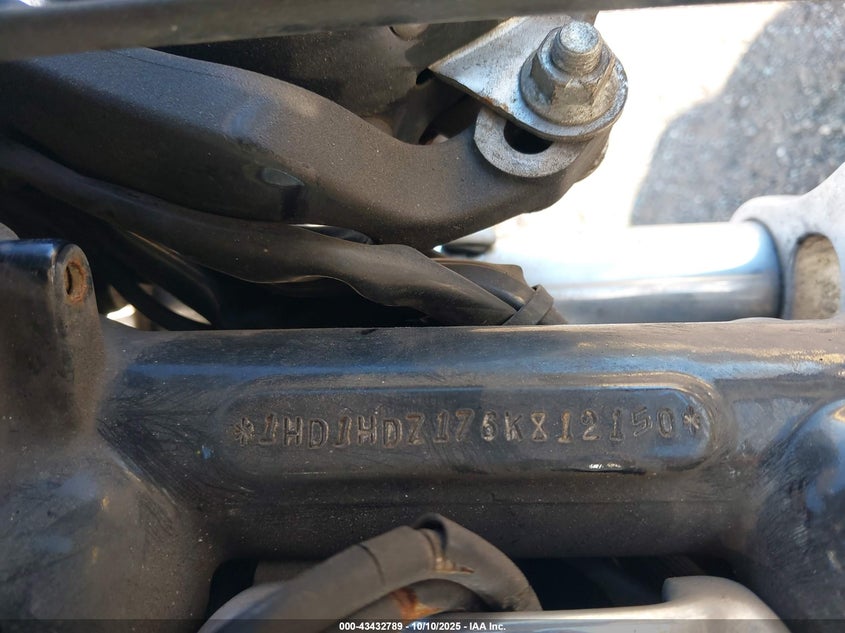 *1HD1HDZ176K812150*
000-43432789 - 10/10/2025 - IAA Inc.